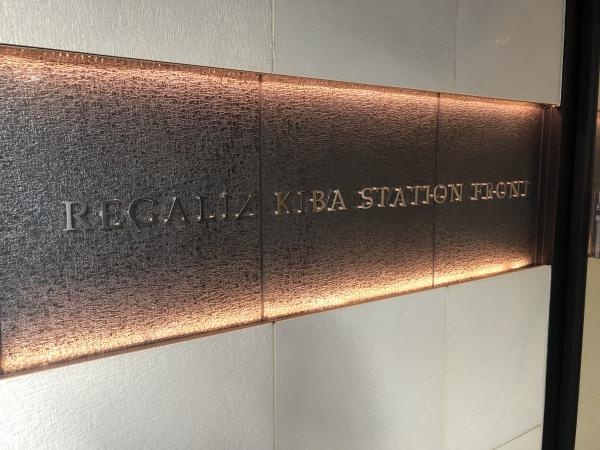 REGALIZ KIBA STATION FRONT